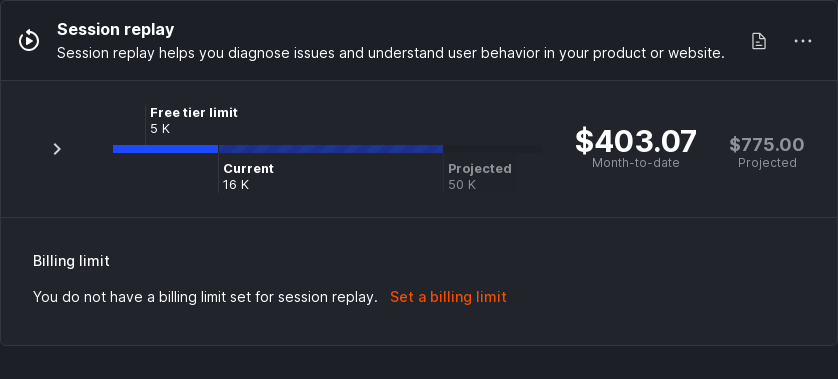 Session replay
Session replay helps you diagnose issues and understand user behavior in your product or website.
Free tier limit
5 K
Current
16 K
Projected
50 K
$403.07
Month-to-date
$775.00
Projected
Billing limit
You do not have a billing limit set for session replay. Set a billing limit